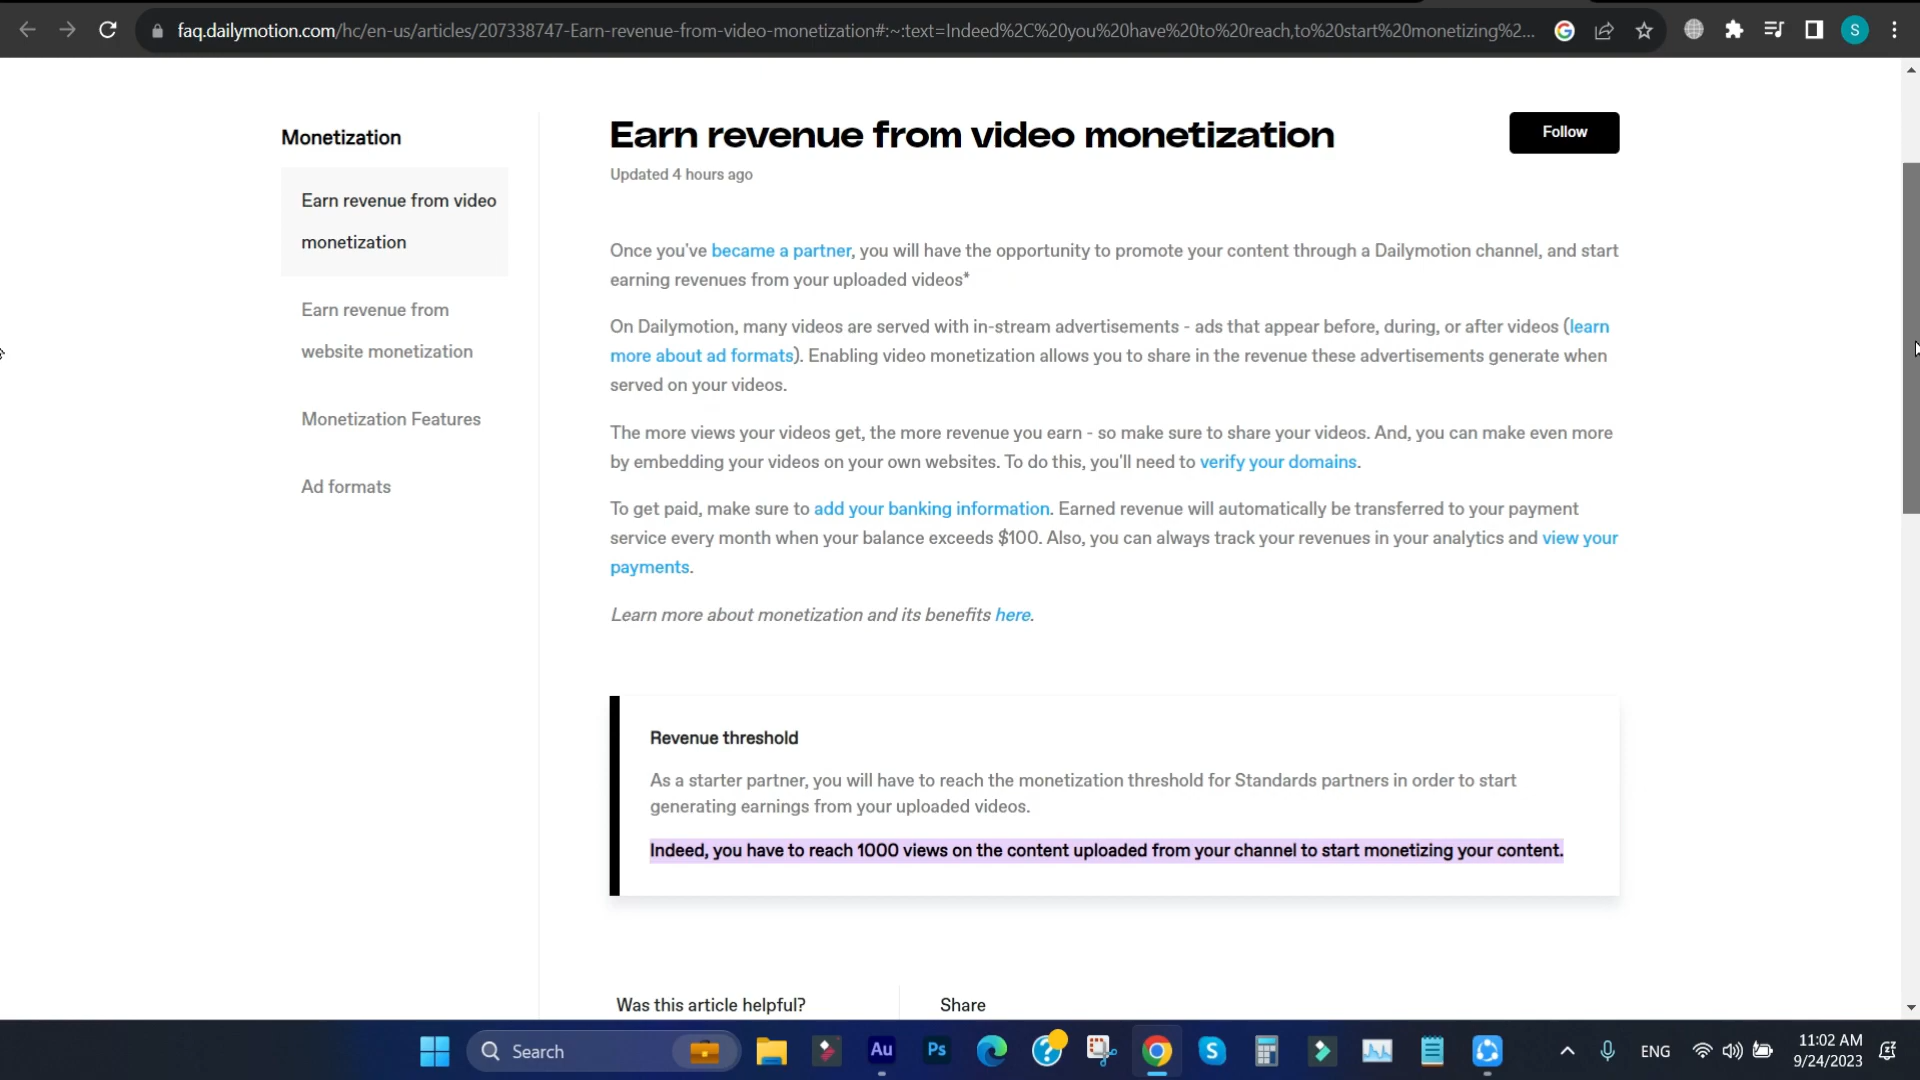 faq.dailymotion.com/hc/en-us/articles/207338747-Earn-revenue-from-video-monetization#:~:text=Indeed%2C%20you%20have%20to%20reach,to%20start%20monetizing%2...
S
Monetization
Earn revenue from video
monetization
Earn revenue from
website monetization
Monetization Features
Ad formats
Earn revenue from video monetization
Follow
Updated 4 hours ago
Once you've became a partner, you will have the opportunity to promote your content through a Dailymotion channel, and start
earning revenues from your uploaded videos*
On Dailymotion, many videos are served with in-stream advertisements - ads that appear before, during, or after videos (learn
more about ad formats). Enabling video monetization allows you to share in the revenue these advertisements generate when
served on your videos.
The more views your videos get, the more revenue you earn - so make sure to share your videos. And, you can make even more
by embedding your videos on your own websites. To do this, you'll need to verify your domains.
To get paid, make sure to add your banking information. Earned revenue will automatically be transferred to your payment
service every month when your balance exceeds $100. Also, you can always track your revenues in your analytics and view your
payments.
Learn more about monetization and its benefits here.
Revenue threshold
As a starter partner, you will have to reach the monetization threshold for Standards partners in order to start
generating earnings from your uploaded videos.
Indeed, you have to reach 1000 views on the content uploaded from your channel to start monetizing your content.
Was this article helpful?
Share
Search
Au
Ps
ENG
11:02 AM
9/24/2023